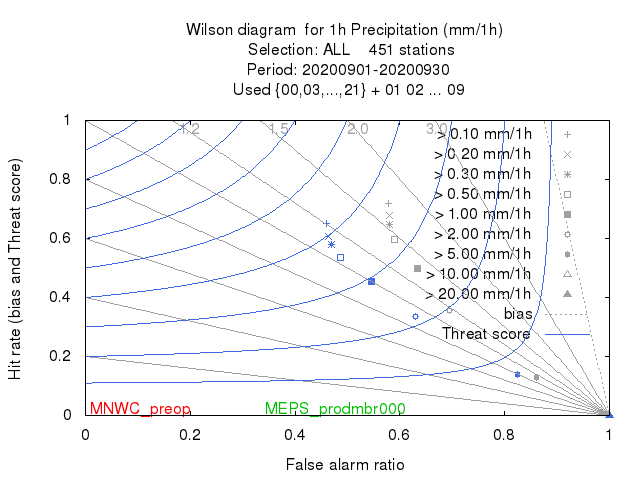 Wilson diagram  for 1h Precipitation (mm/1h)
Selection: ALL    451 stations
Period: 20200901-20200930
Used {00,03,...,21} + 01 02 ... 09
1.2 1.5 2.0 3.0
> 0.10 mm/1h
> 0.20 mm/1h
> 0.30 mm/1h
> 0.50 mm/1h
> 1.00 mm/1h
> 2.00 mm/1h
> 5.00 mm/1h
> 10.00 mm/1h
> 20.00 mm/1h
bias
Threat score
1
0.8
0.6
0.4
0.2
0
Hit rate (bias and Threat score)
MNWC_preop MEPS_prodmbr000
0 0.2 0.4 0.6 0.8 1
False alarm ratio